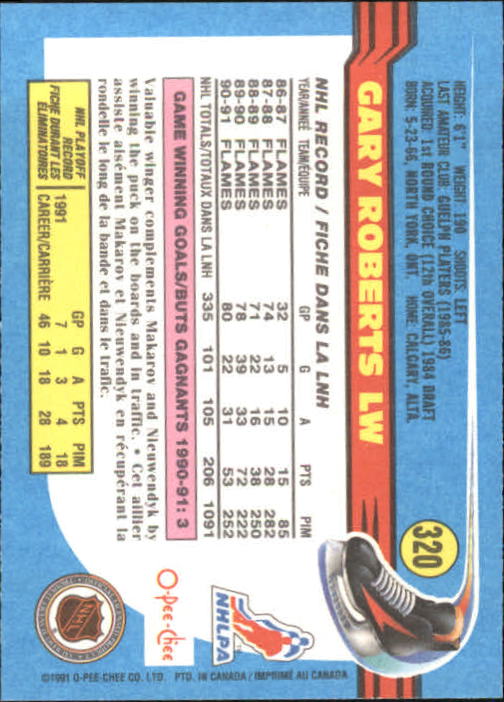 320
GARY ROBERTS LW
HEIGHT: 6'1" WEIGHT: 190 SHOOTS: LEFT
LAST AMATEUR CLUB: GUELPH PLATERS (1985-86)
ACQUIRED: 1st ROUND CHOICE (12th OVERALL) 1984 DRAFT
BORN: 5-23-66, NORTH YORK, ONT. HOME: CALGARY, ALTA.
NHL RECORD / FICHE DANS LA LNH
YEAR/ANNÉE TEAM/ÉQUIPE GP G A PTS PIM
86-87 FLAMES 32 5 10 15 85
87-88 FLAMES 74 13 15 28 282
88-89 FLAMES 71 22 16 38 250
89-90 FLAMES 78 39 33 72 222
90-91 FLAMES 80 22 31 53 252
NHL TOTALS/TOTAUX DANS LA LNH 335 101 105 206 1091
GAME WINNING GOALS/BUTS GAGNANTS 1990-91: 3
Valuable winger complements Makarov and Nieuwendyk by
winning the puck on the boards and in traffic. • Cet ailier
assiste aisément Makarov et Nieuwendyk en récupérant la
rondelle le long de la bande et dans le trafic.
NHL PLAYOFF
RECORD
FICHE DURANT LES
ÉLIMINATOIRES
GP G A PTS PIM
1991 7 1 3 4 18
CAREER/CARRIÈRE 46 10 18 28 189
NHLPA
TM
O-pee-chee
NHL
©1991 O-PEE-CHEE CO. LTD. PTD. IN CANADA / IMPRIMÉ AU CANADA